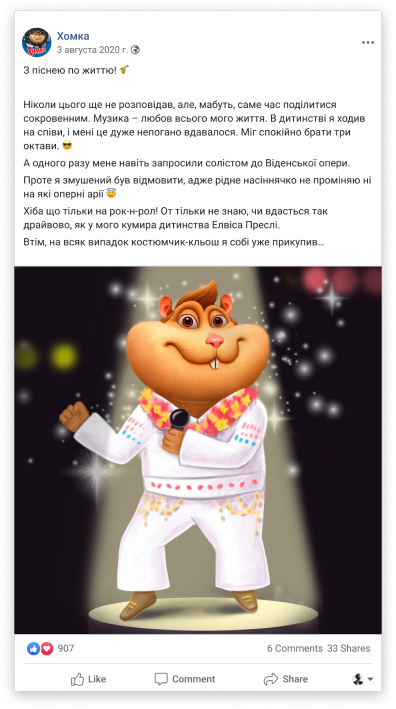 Хомка
3 августа 2020 г.
З піснею по життю! 🎷
Ніколи цього ще не розповідав, але, мабуть, саме час поділитися
сокровенним. Музика – любов всього мого життя. В дитинстві я ходив
на співи, і мені це дуже непогано вдавалося. Міг спокійно брати три
октави. 😎
А одного разу мене навіть запросили солістом до Віденської опери.
Проте я змушений був відмовити, адже рідне насіннячко не проміняю ні
на які оперні арії 😇
Хіба що тільки на рок-н-рол! От тільки не знаю, чи вдасться так
драйвово, як у мого кумира дитинства Елвіса Преслі.
Втім, на всяк випадок костюмчик-кльош я собі уже прикупив...
907 6 Comments 33 Shares
Like Comment Share